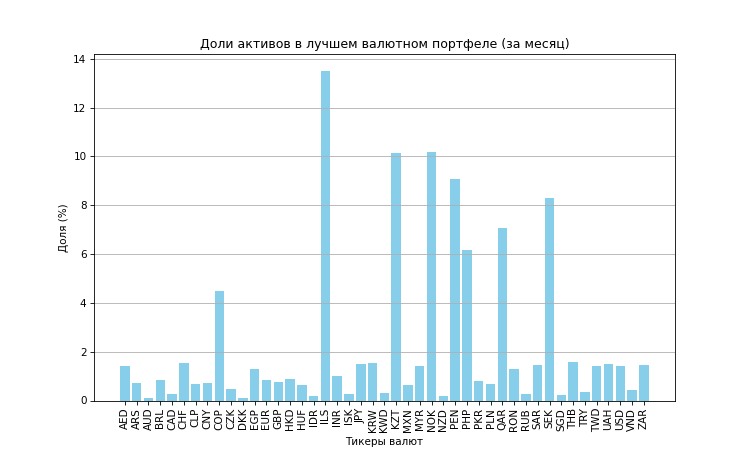 Доли активов в лучшем валютном портфеле (за месяц)
14
12
10
8
6
4
2
0
Доля (%)
AED ARS AUD BRL CAD CHF CLP CNY COP CZK DKK EGP EUR GBP HKD HUF IDR ILS INR ISK JPY KRW KWD KZT MXN MYR NOK NZD PEN PHP PKR PLN QAR RON RUB SAR SEK SGD THB TRY TWD UAH USD VND ZAR
Тикеры валют